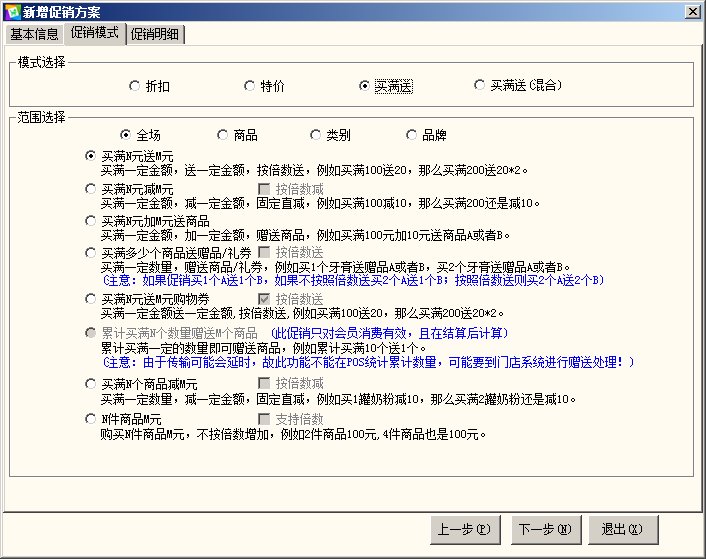 新增促销方案
基本信息 促销模式 促销明细
模式选择
折扣 特价 买满送 买满送(混合)
范围选择
全场 商品 类别 品牌
买满N元送M元
买满一定金额，送一定金额，按倍数送，例如买满100送20，那么买满200送20*2。
买满N元减M元 按倍数减
买满一定金额，减一定金额，固定直减，例如买满100减10，那么买满200还是减10。
买满N元加M元送商品
买满一定金额，加一定金额，赠送商品，例如买满100元加10元送商品A或者B。
买满多少个商品送赠品/礼券 按倍数送
买满一定数量，赠送商品/礼券，例如买1个牙膏送赠品A或者B，买2个牙膏送赠品A或者B。
(注意：如果促销买1个A送1个B，如果不按照倍数送买2个A送1个B；按照倍数送则买2个A送2个B)
买满N元送M元购物券 按倍数送
买满一定金额送一定金额,按倍数送,例如买满100送20，那么买满200送20*2。
累计买满N个数量赠送M个商品 (此促销只对会员消费有效，且在结算后计算)
累计买满一定的数量即可赠送商品，例如累计买满10个送1个。
(注意：由于传输可能会延时，故此功能不能在POS统计累计数量，可能要到门店系统进行赠送处理！)
买满N个商品减M元 按倍数减
买满一定数量，减一定金额，固定直减，例如买1罐奶粉减10，那么买满2罐奶粉还是减10。
N件商品M元 支持倍数
购买N件商品M元，不按倍数增加，例如2件商品100元,4件商品也是100元。
上一步(P) 下一步(N) 退出(X)